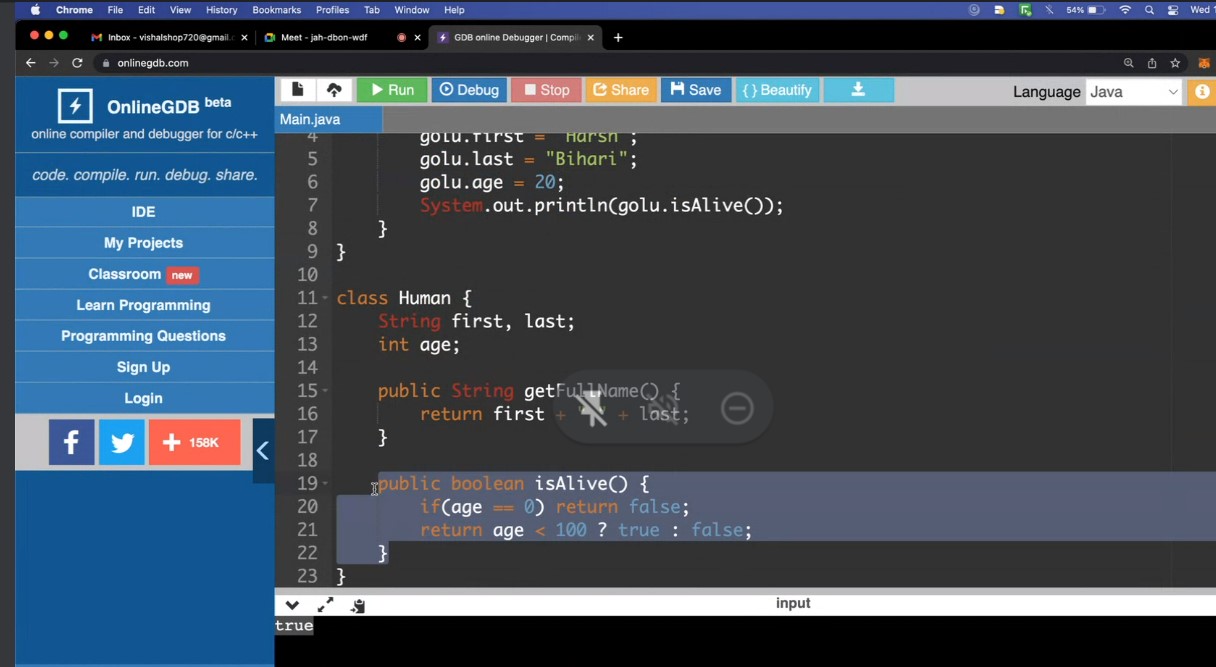 Chrome File Edit View History Bookmarks Profiles Tab Window Help 54% Wed 1
Inbox - vishalshop720@gmail. Meet - jah-dbon-wdf GDB online Debugger | Compil
onlinegdb.com
OnlineGDB beta
online compiler and debugger for c/c++
code. compile. run. debug. share.
IDE
My Projects
Classroom new
Learn Programming
Programming Questions
Sign Up
Login
158K
Run Debug Stop Share Save {} Beautify Language Java
Main.java
4 golu.first = "Harsh";
5 golu.last = "Bihari";
6 golu.age = 20;
7 System.out.println(golu.isAlive());
8 }
9 }
10
11 class Human {
12 String first, last;
13 int age;
14
15 public String getFullName() {
16 return first + + last;
17 }
18
19 public boolean isAlive() {
20 if(age == 0) return false;
21 return age < 100 ? true : false;
22 }
23 }
input
true